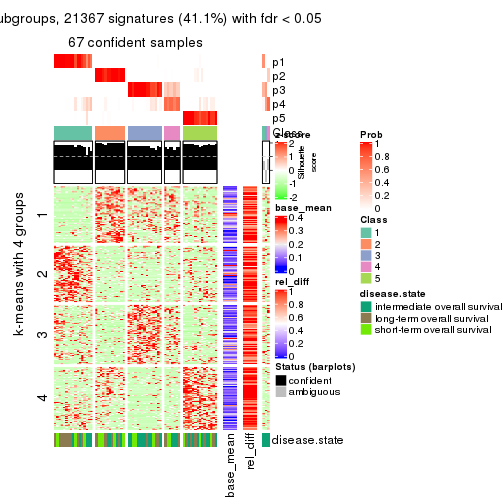 ubgroups, 21367 signatures (41.1%) with fdr < 0.05
67 confident samples
p1
p2
p3
p4
p5
Class
z-score
2
1
0
-1
-2
Silhouette
score
Prob
1
0.8
0.6
0.4
0.2
0
base_mean
0.4
0.3
0.2
0.1
0
Class
1
2
3
4
5
rel_diff
1
0.8
0.6
0.4
0.2
0
disease.state
intermediate overall survival
long-term overall survival
short-term overall survival
Status (barplots)
confident
ambiguous
k-means with 4 groups
1
2
3
4
disease.state
base_mean
rel_diff